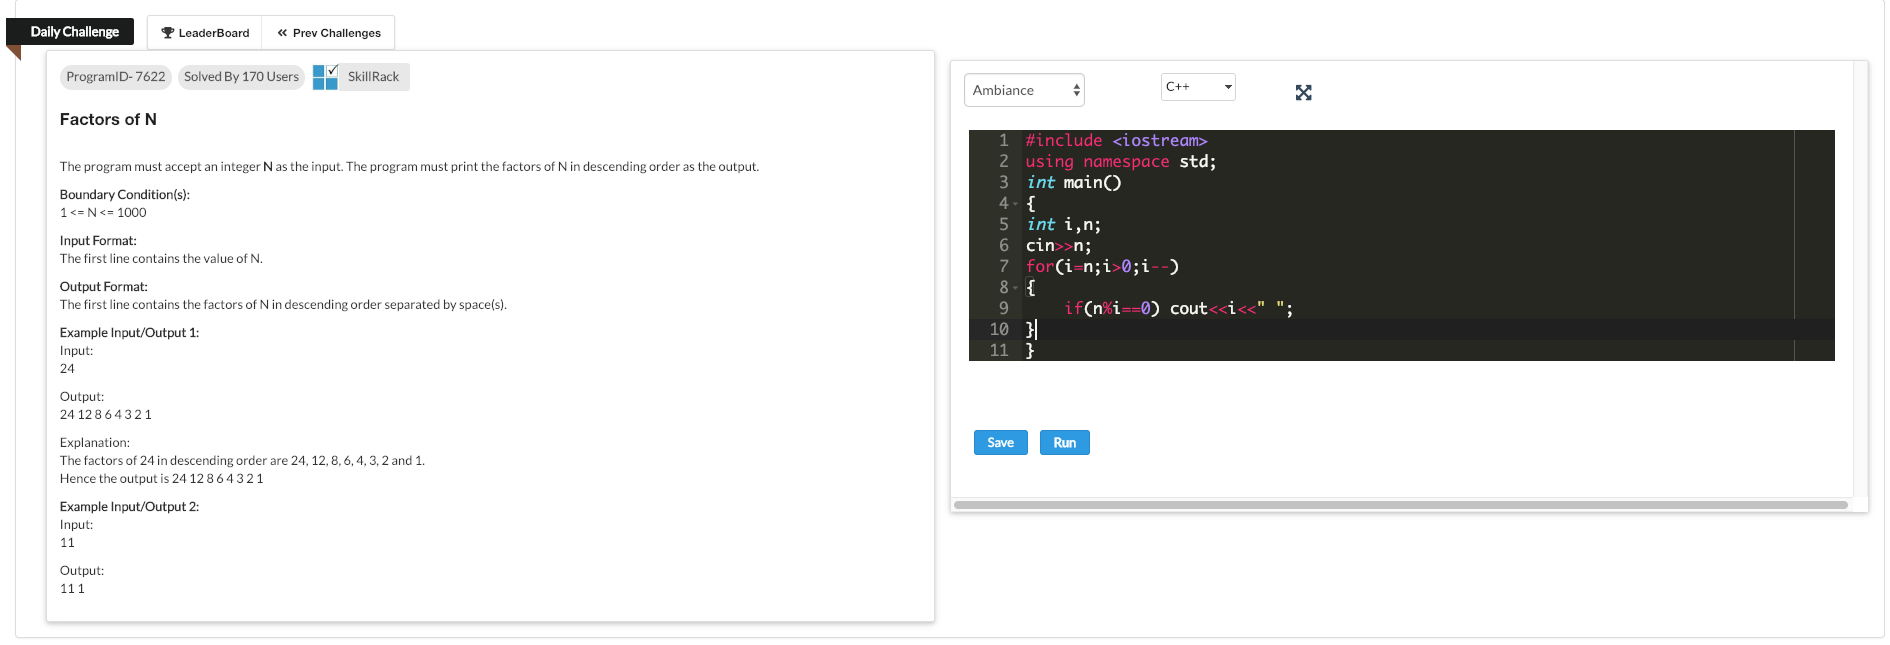 Daily Challenge
LeaderBoard
Prev Challenges
ProgramID- 7622
Solved By 170 Users
SkillRack
Factors of N
The program must accept an integer N as the input. The program must print the factors of N in descending order as the output.
Boundary Condition(s):
1 <= N <= 1000
Input Format:
The first line contains the value of N.
Output Format:
The first line contains the factors of N in descending order separated by space(s).
Example Input/Output 1:
Input:
24
Output:
24 12 8 6 4 3 2 1
Explanation:
The factors of 24 in descending order are 24, 12, 8, 6, 4, 3, 2 and 1.
Hence the output is 24 12 8 6 4 3 2 1
Example Input/Output 2:
Input:
11
Output:
11 1
Ambiance
C++
1 #include <iostream>
2 using namespace std;
3 int main()
4 {
5 int i,n;
6 cin>>n;
7 for(i=n;i>0;i--)
8 {
9     if(n%i==0) cout<<i<<" ";
10 }
11 }
Save
Run